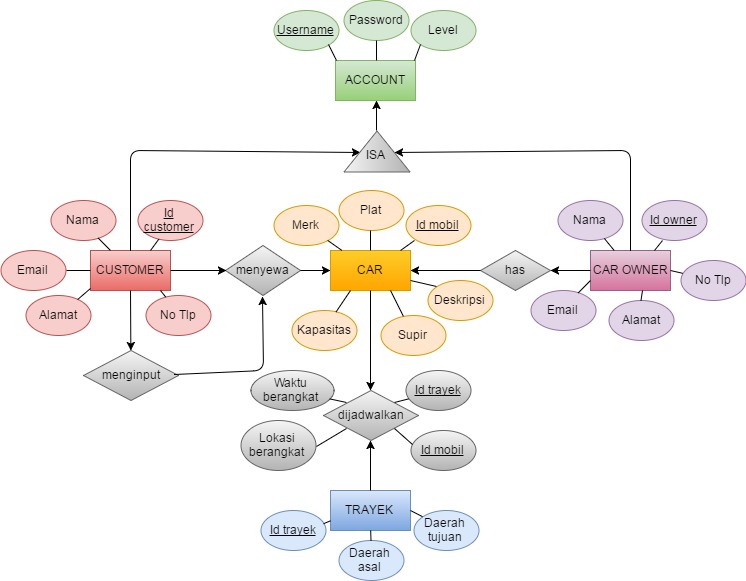 Password
Username
Level
ACCOUNT
ISA
Nama
Id
customer
Email
CUSTOMER
Alamat
No Tlp
menyewa
menginput
Plat
Merk
Id mobil
CAR
Deskripsi
Kapasitas
Supir
has
Nama
Id owner
CAR OWNER
No Tlp
Email
Alamat
Waktu
berangkat
Id trayek
dijadwalkan
Lokasi
berangkat
Id mobil
TRAYEK
Id trayek
Daerah
tujuan
Daerah
asal